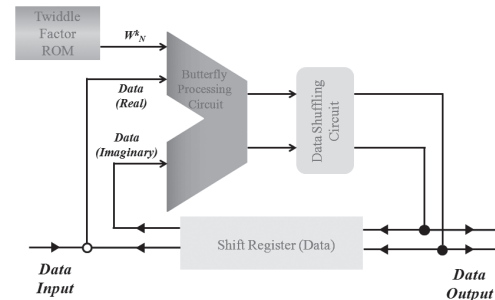 Twiddle
Factor
ROM
WkN
Data
(Real)
Butterfly
Processing
Circuit
Data
(Imaginary)
Data Shuffling
Circuit
Shift Register (Data)
Data
Input
Data
Output